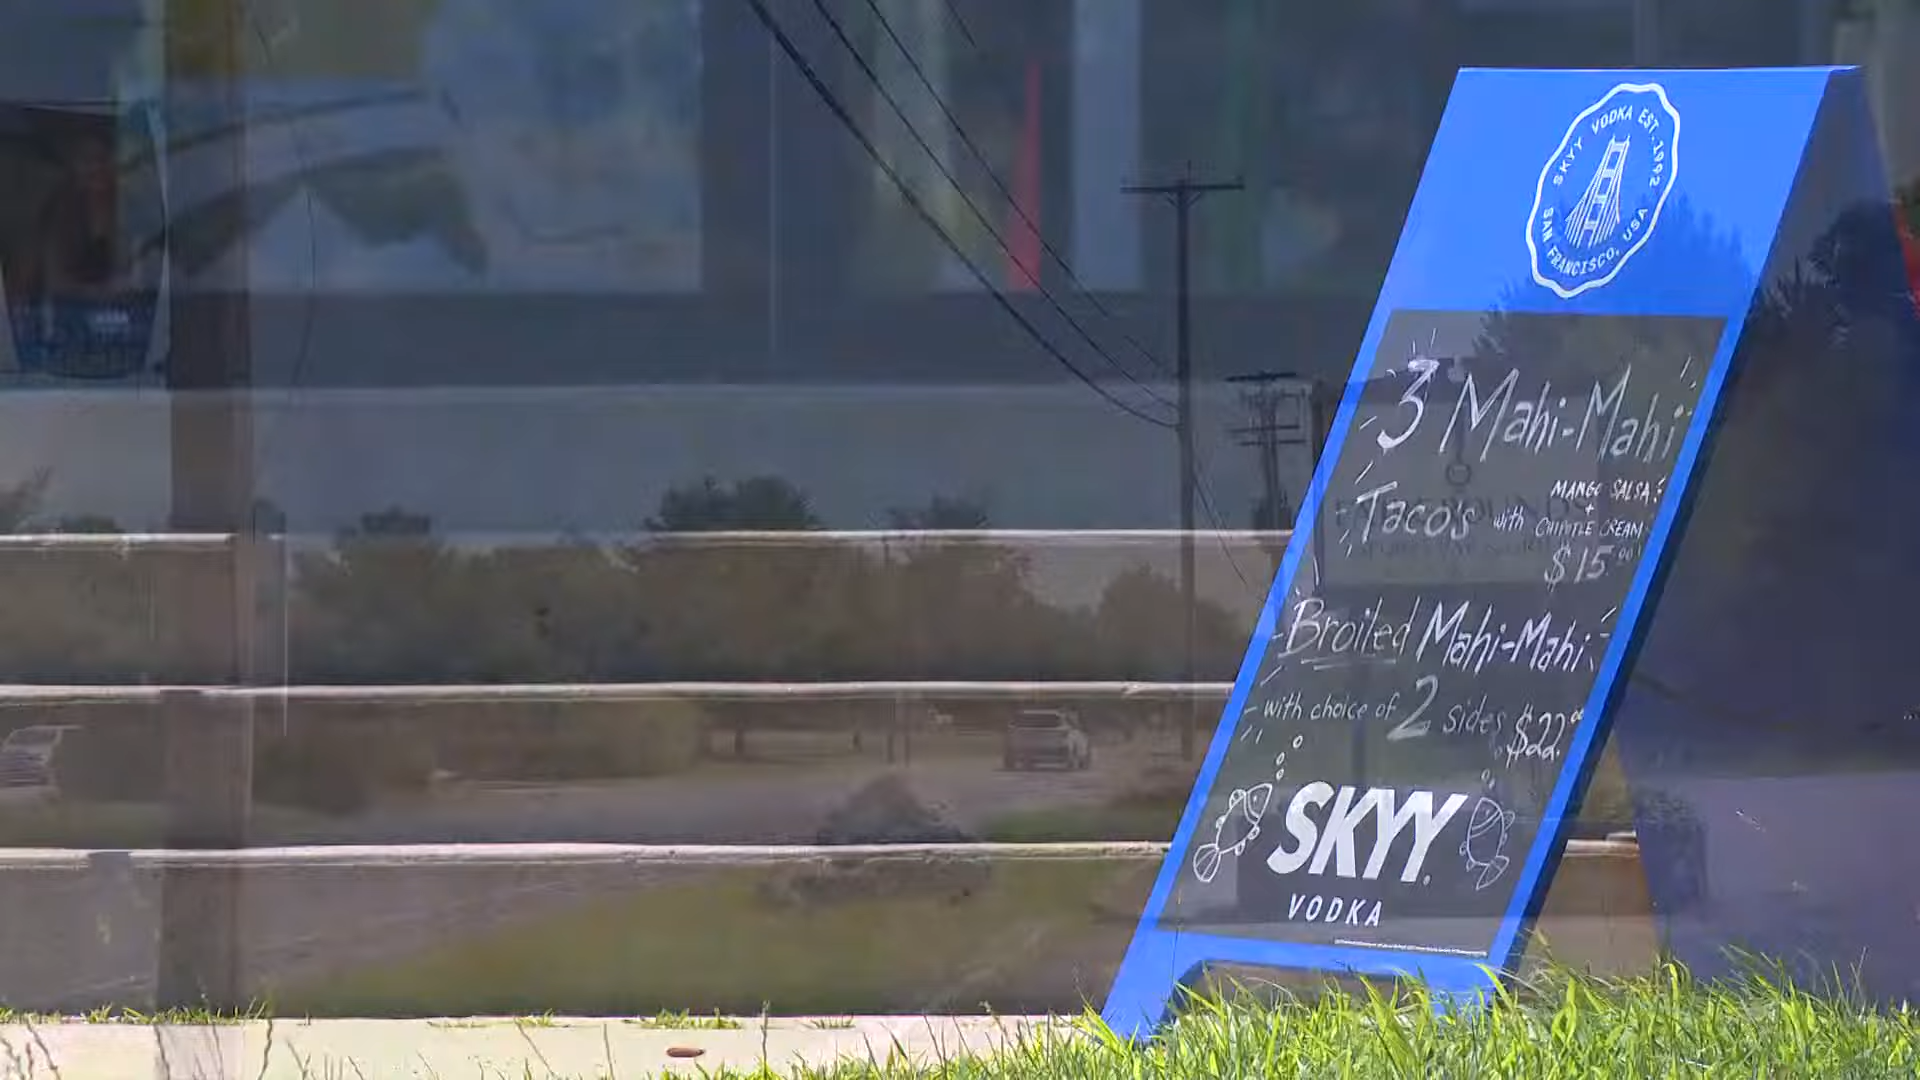 SKYY VODKA EST. 1992
SAN FRANCISCO, USA
3 Mahi-Mahi
Taco's with MANGO SALSA
+
CHIPOTLE CREAM
$15.00
Broiled Mahi-Mahi
with choice of 2 sides $22.00
SKYY
VODKA